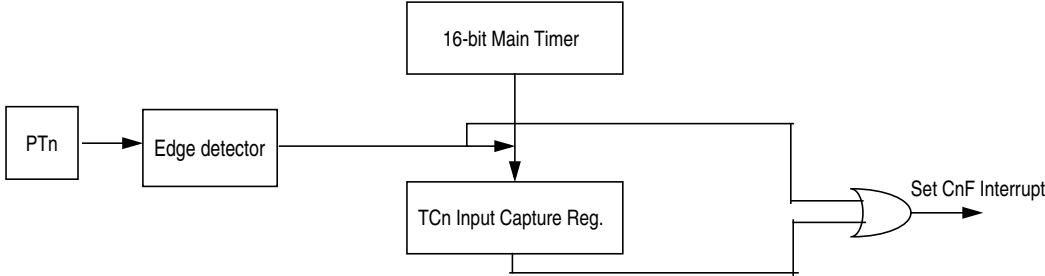 16-bit Main Timer
PTn
Edge detector
TCn Input Capture Reg.
Set CnF Interrupt